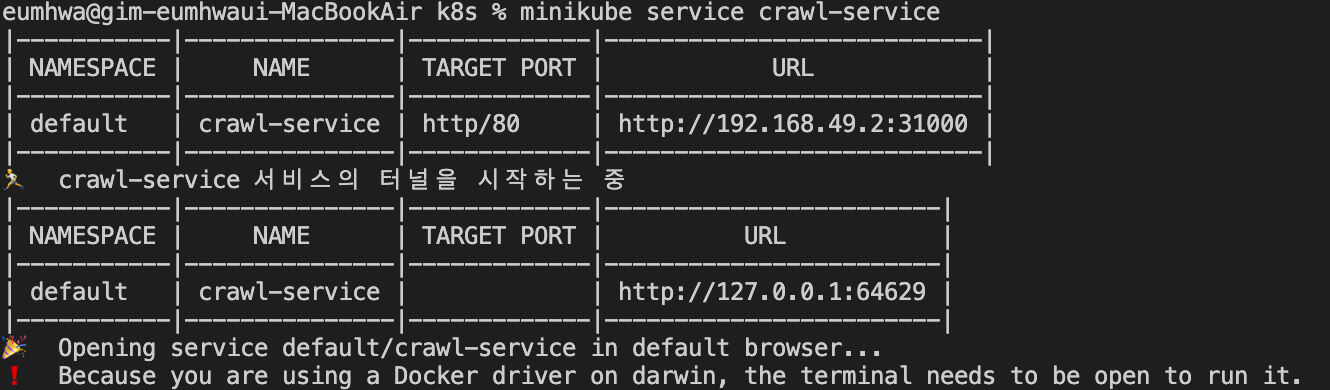 eumhwa@gim-eumhwaui-MacBookAir k8s % minikube service crawl-service
|-----------|---------------|-------------|---------------------------|
| NAMESPACE |     NAME      | TARGET PORT |            URL            |
|-----------|---------------|-------------|---------------------------|
| default   | crawl-service | http/80     | http://192.168.49.2:31000 |
|-----------|---------------|-------------|---------------------------|
🏃  crawl-service 서비스의 터널을 시작하는 중
|-----------|---------------|-------------|------------------------|
| NAMESPACE |     NAME      | TARGET PORT |          URL           |
|-----------|---------------|-------------|------------------------|
| default   | crawl-service |             | http://127.0.0.1:64629 |
|-----------|---------------|-------------|------------------------|
🎉  Opening service default/crawl-service in default browser...
❗  Because you are using a Docker driver on darwin, the terminal needs to be open to run it.